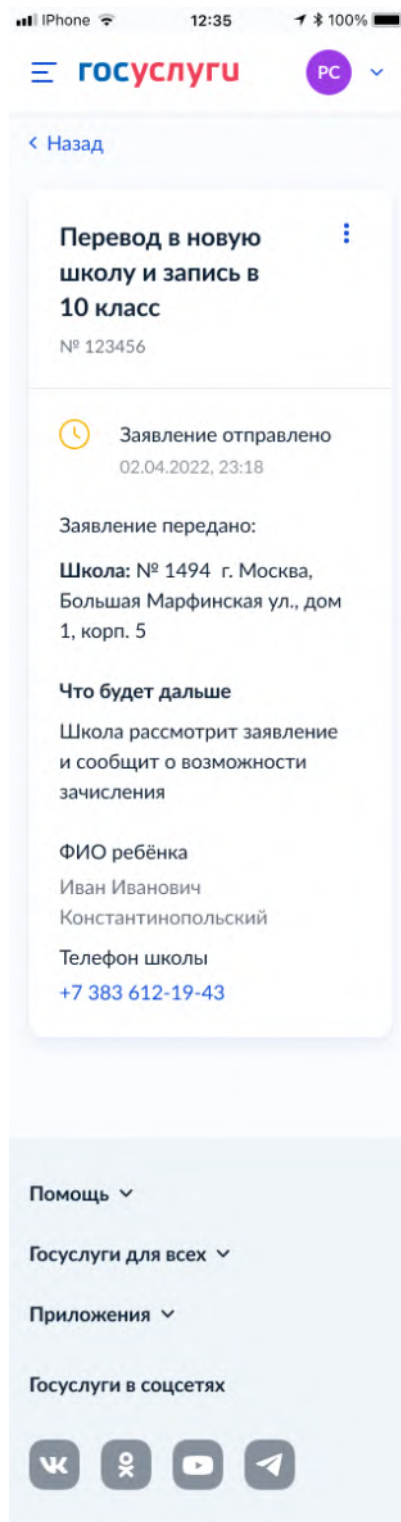 IPhone 12:35 100%
госуслуги РС
Назад
Перевод в новую
школу и запись в
10 класс
№ 123456
Заявление отправлено
02.04.2022, 23:18
Заявление передано:
Школа: № 1494 г. Москва,
Большая Марфинская ул., дом
1, корп. 5
Что будет дальше
Школа рассмотрит заявление
и сообщит о возможности
зачисления
ФИО ребёнка
Иван Иванович
Константинопольский
Телефон школы
+7 383 612-19-43
Помощь
Госуслуги для всех
Приложения
Госуслуги в соцсетях